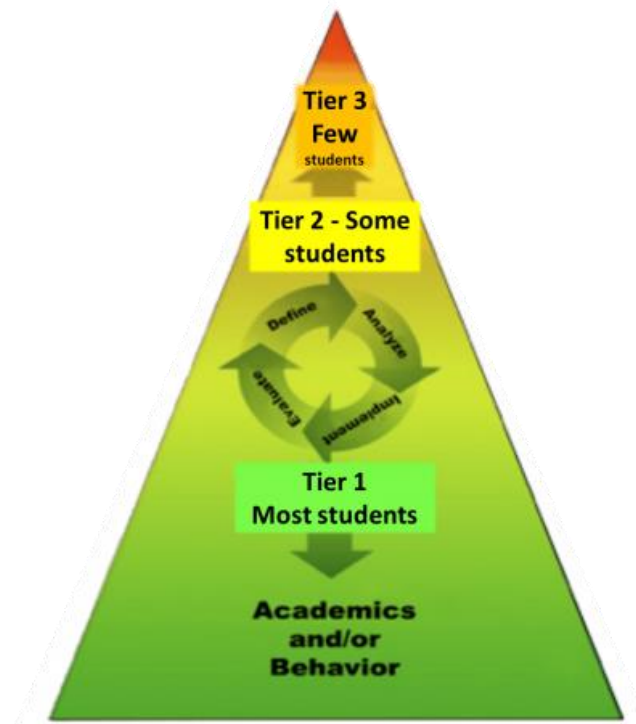 Tier 3
Few
students
Tier 2 - Some
students
Define
Analyze
Implement
Evaluate
Tier 1
Most students
Academics
and/or
Behavior